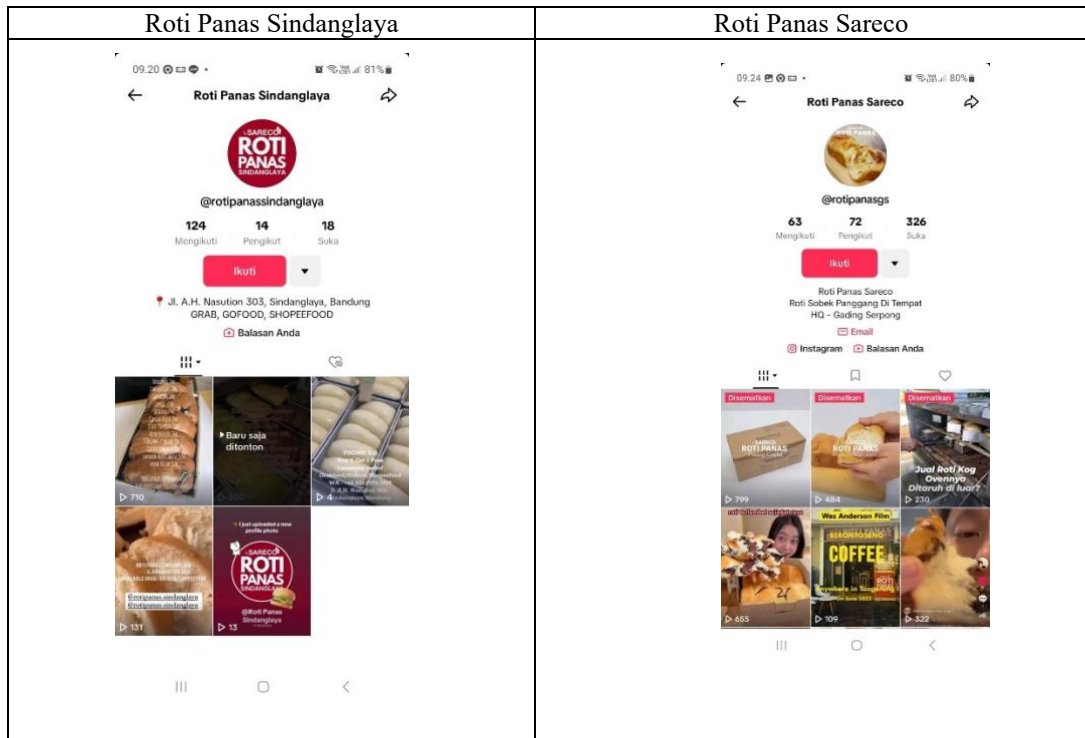 Roti Panas Sindanglaya
Roti Panas Sareco
09.20
81%
Roti Panas Sindanglaya
SARECO
ROTI
PANAS
SINDANGLAYA
@rotipanassindanglaya
124 14 18
Mengikuti Pengikut Suka
Ikuti
Jl. A.H. Nasution 303, Sindanglaya, Bandung
GRAB, GOFOOD, SHOPEEFOOD
Balasan Anda
710
Baru saja
ditonton
4
131
I just uploaded a new
profile photo
SARECO
ROTI
PANAS
SINDANGLAYA
@Roti Panas
Sindanglaya
13
09.24
80%
Roti Panas Sareco
ROTI PANAS
@rotipanasgs
63 72 326
Mengikuti Pengikut Suka
Ikuti
Roti Panas Sareco
Roti Sobek Panggang Di Tempat
HQ - Gading Serpong
Email
Instagram Balasan Anda
Disematkan
SARECO
ROTI PANAS
799
Disematkan
SARECO
ROTI PANAS
484
Disematkan
Jual Roti Kog
Ovennya
Ditaruh di luar?
230
655
Wes Anderson Film
BERONTOSENO
COFFEE
ROTI
109
322